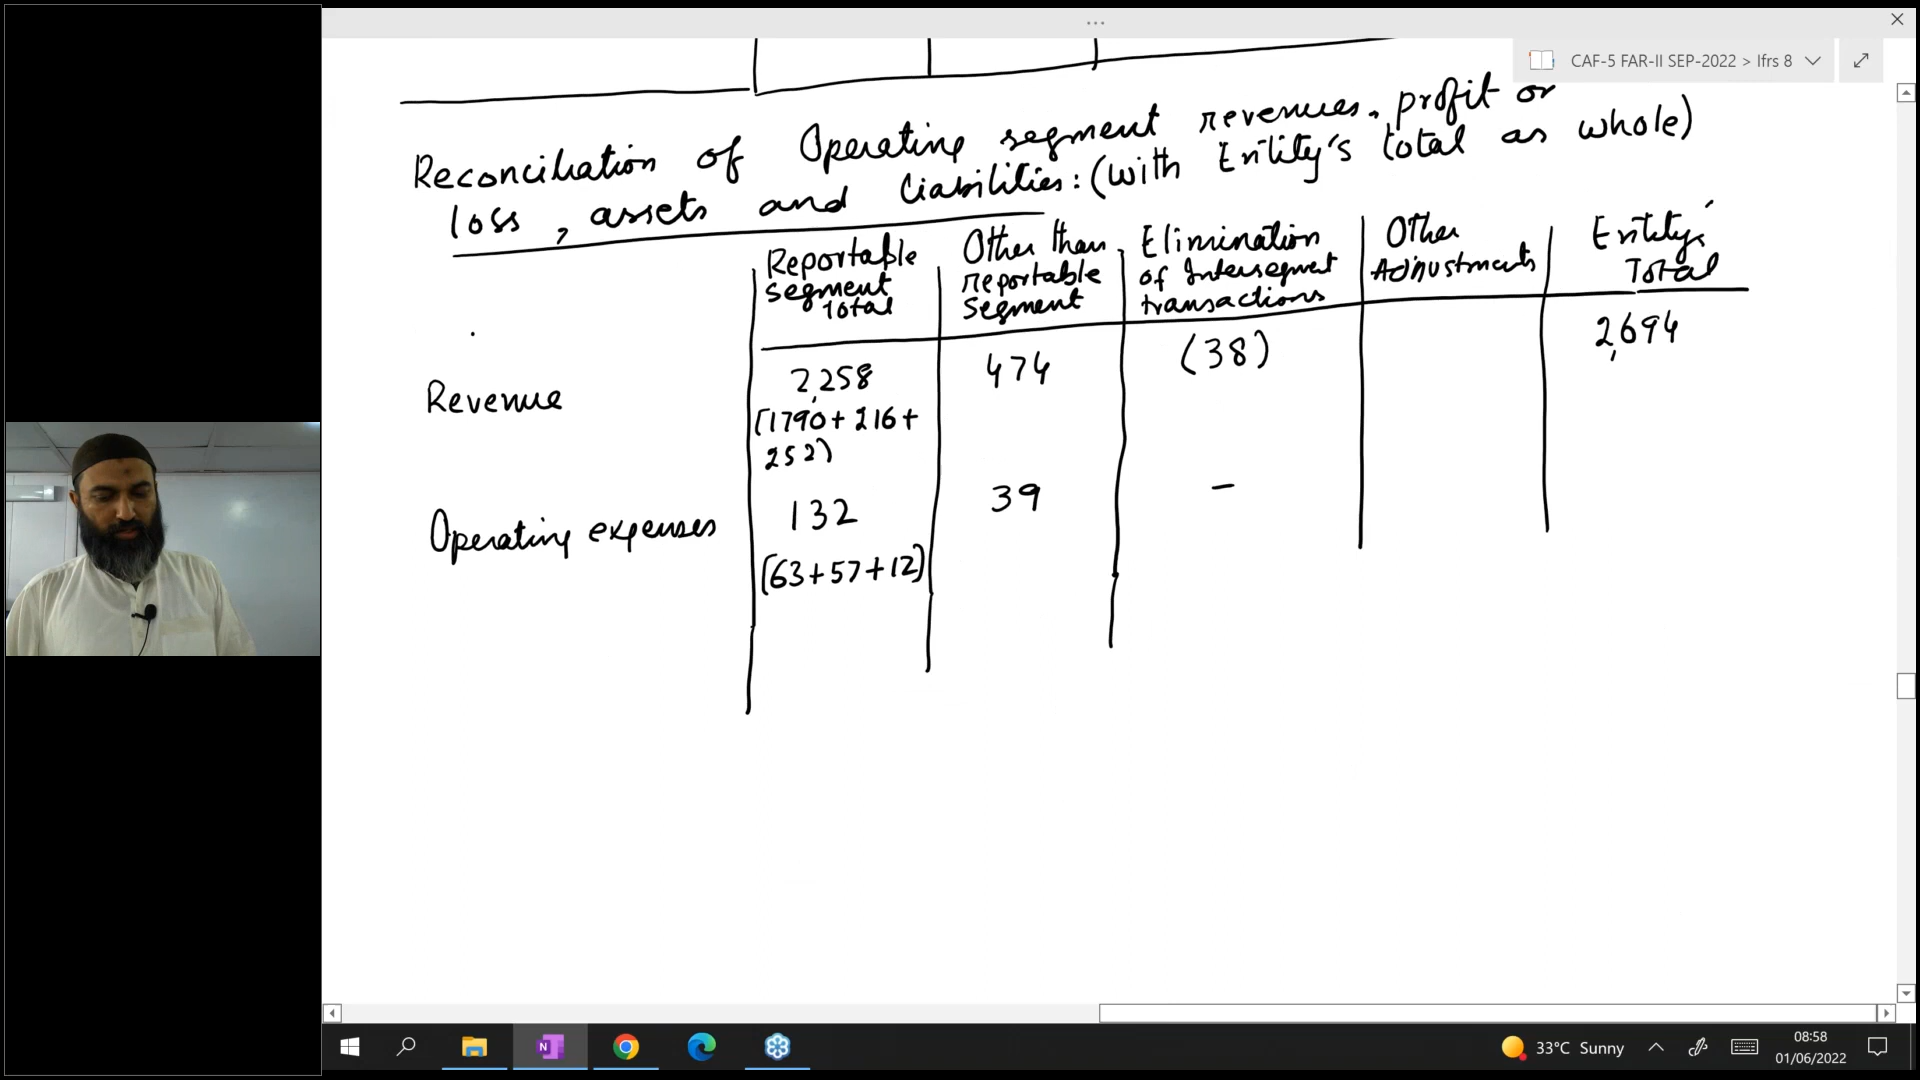 CAF-5 FAR-II SEP-2022 > Ifrs 8
Reconciliation of Operating segment revenues, profit or
loss, assets and Liabilities: (with Entity's total as whole)
Reportable segment Total
Other than reportable segment
Elimination of Intersegment transactions
Other Adjustments
Entity's Total
Revenue 2,258 474 (38) 2,694
(1790+216+
252)
Operating expenses 132 39 -
(63+57+12)
33°C Sunny
08:58
01/06/2022